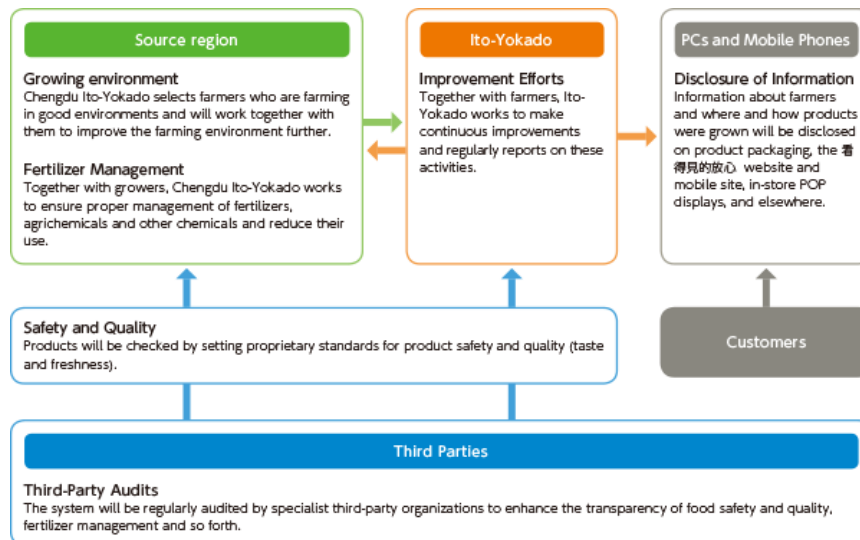 Source region
Growing environment
Chengdu Ito-Yokado selects farmers who are farming
in good environments and will work together with
them to improve the farming environment further.
Fertilizer Management
Together with growers, Chengdu Ito-Yokado works
to ensure proper management of fertilizers,
agrichemicals and other chemicals and reduce their
use.
Ito-Yokado
Improvement Efforts
Together with farmers, Ito-
Yokado works to make
continuous improvements
and regularly reports on these
activities.
PCs and Mobile Phones
Disclosure of Information
Information about farmers
and where and how products
were grown will be disclosed
on product packaging, the 看
得見的放心 website and
mobile site, in-store POP
displays, and elsewhere.
Safety and Quality
Products will be checked by setting proprietary standards for product safety and quality (taste
and freshness).
Customers
Third Parties
Third-Party Audits
The system will be regularly audited by specialist third-party organizations to enhance the transparency of food safety and quality,
fertilizer management and so forth.